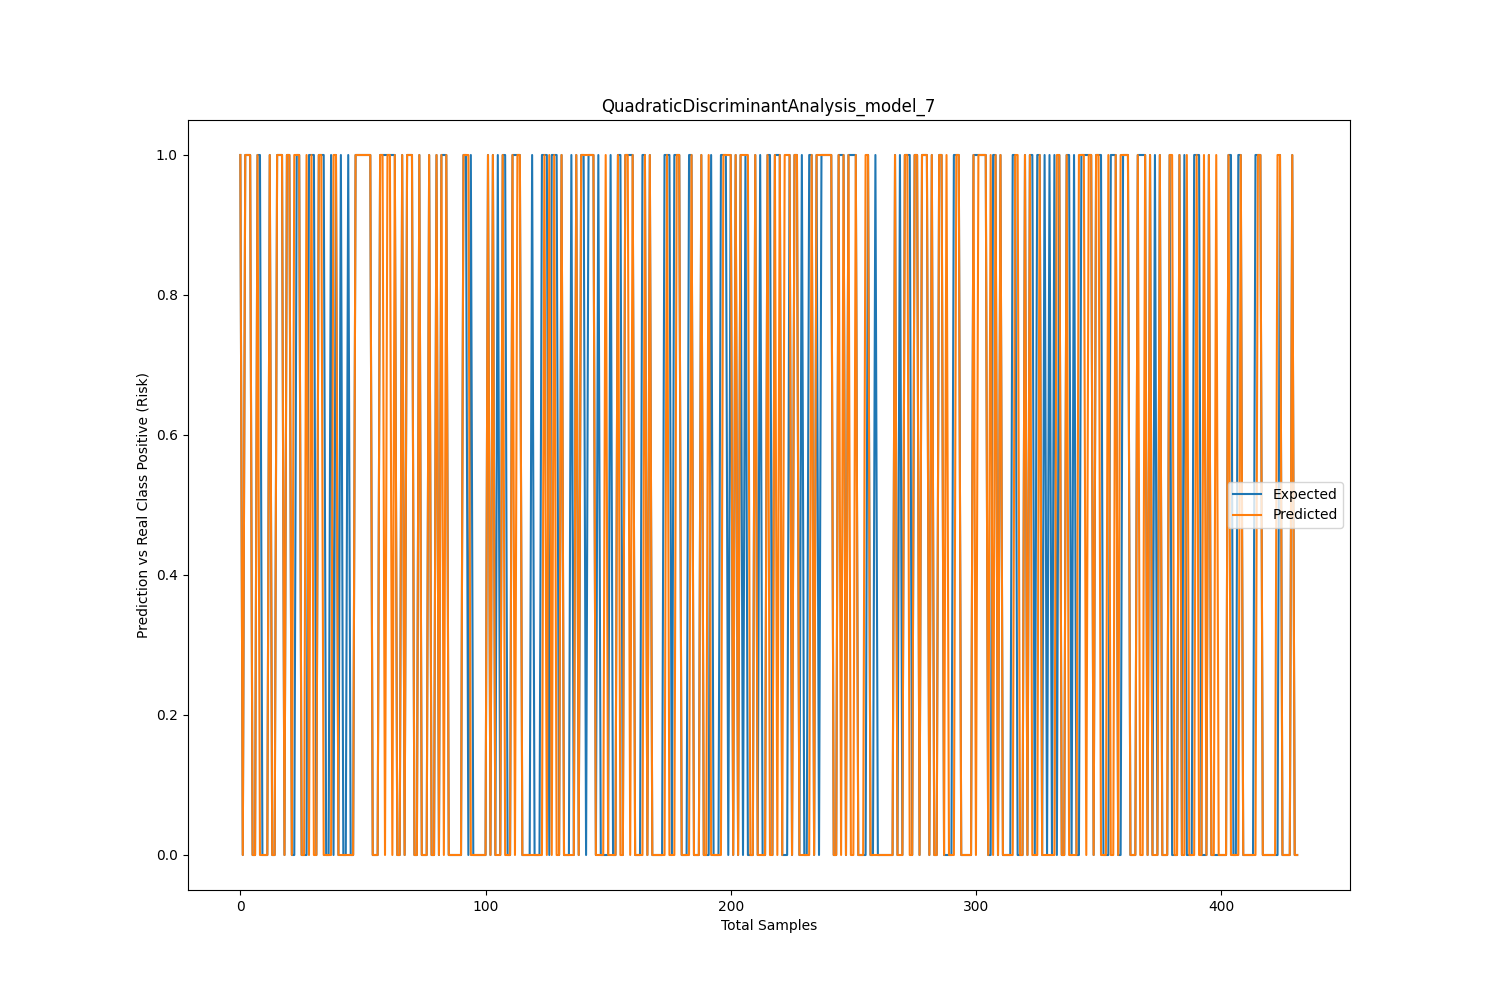 QuadraticDiscriminantAnalysis_model_7
Prediction vs Real Class Positive (Risk)
1.0
0.8
0.6
0.4
0.2
0.0
Expected
Predicted
0
100
200
300
400
Total Samples